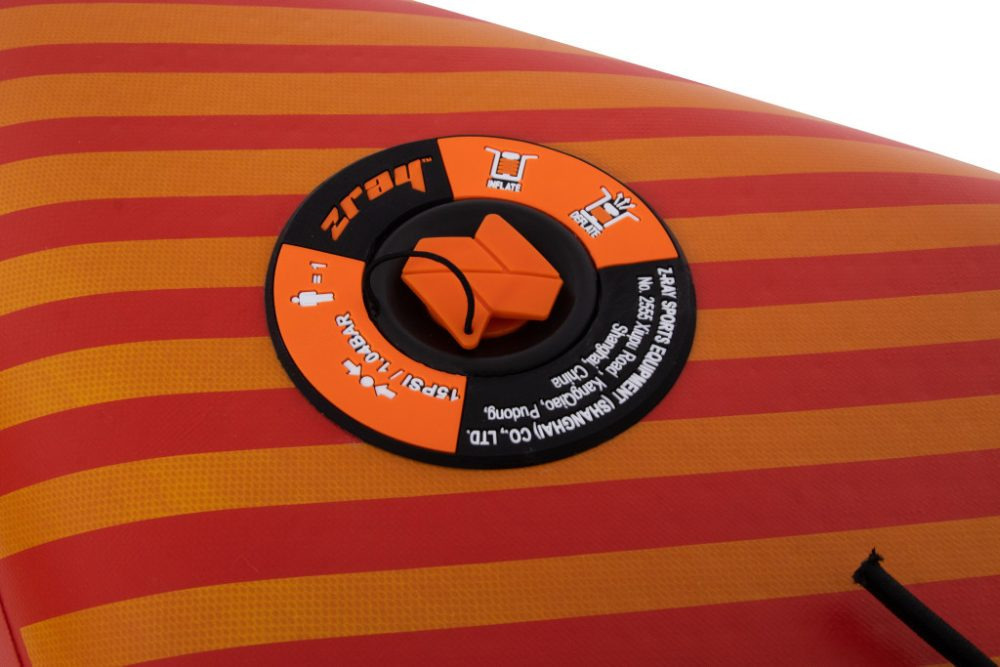 zray™
INFLATE
DEFLATE
= 1
15PSI / 1.04BAR
Z-RAY SPORTS EQUIPMENT (SHANGHAI) CO., LTD.
No. 2555 Xiupu Road, KangQiao, Pudong,
Shanghai, China